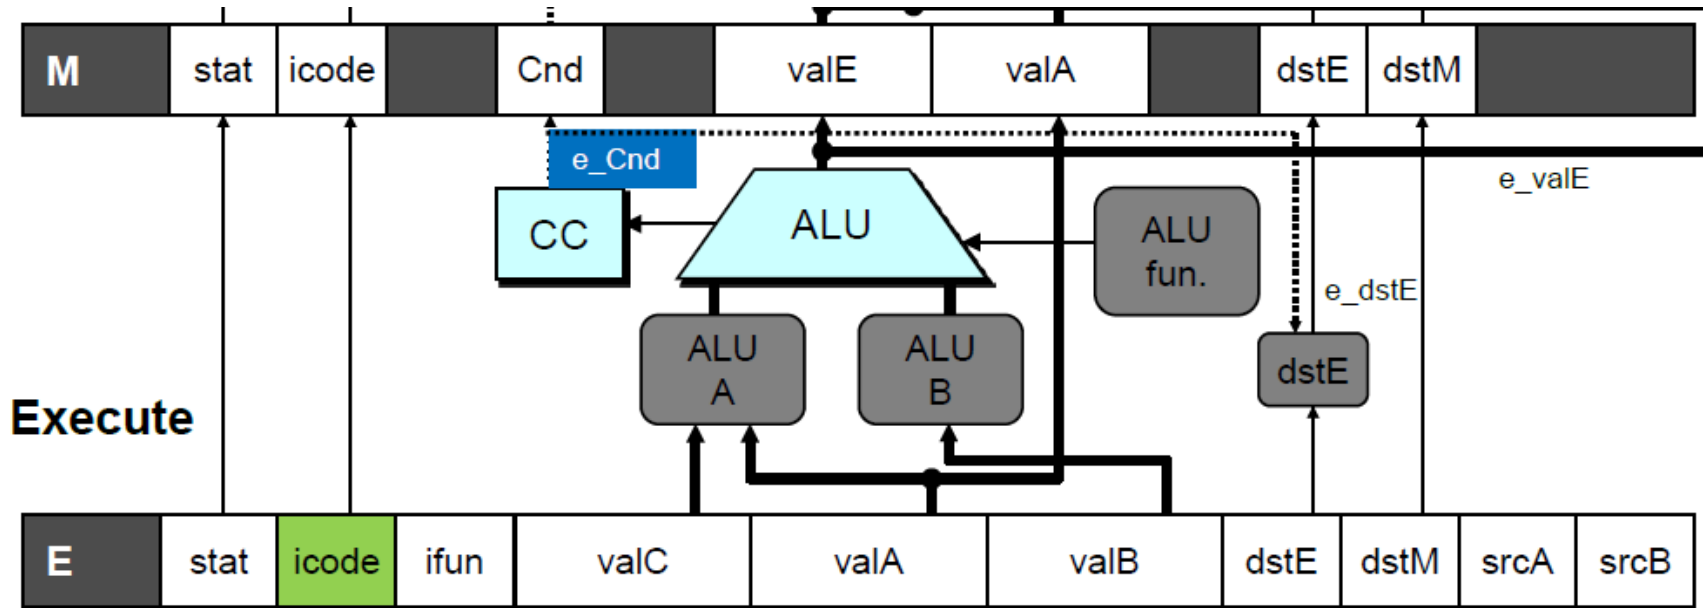 M stat icode Cnd valE valA dstE dstM
e_Cnd
e_valE
CC
ALU
ALU
fun.
e_dstE
ALU
A
ALU
B
dstE
Execute
E stat icode ifun valC valA valB dstE dstM srcA srcB